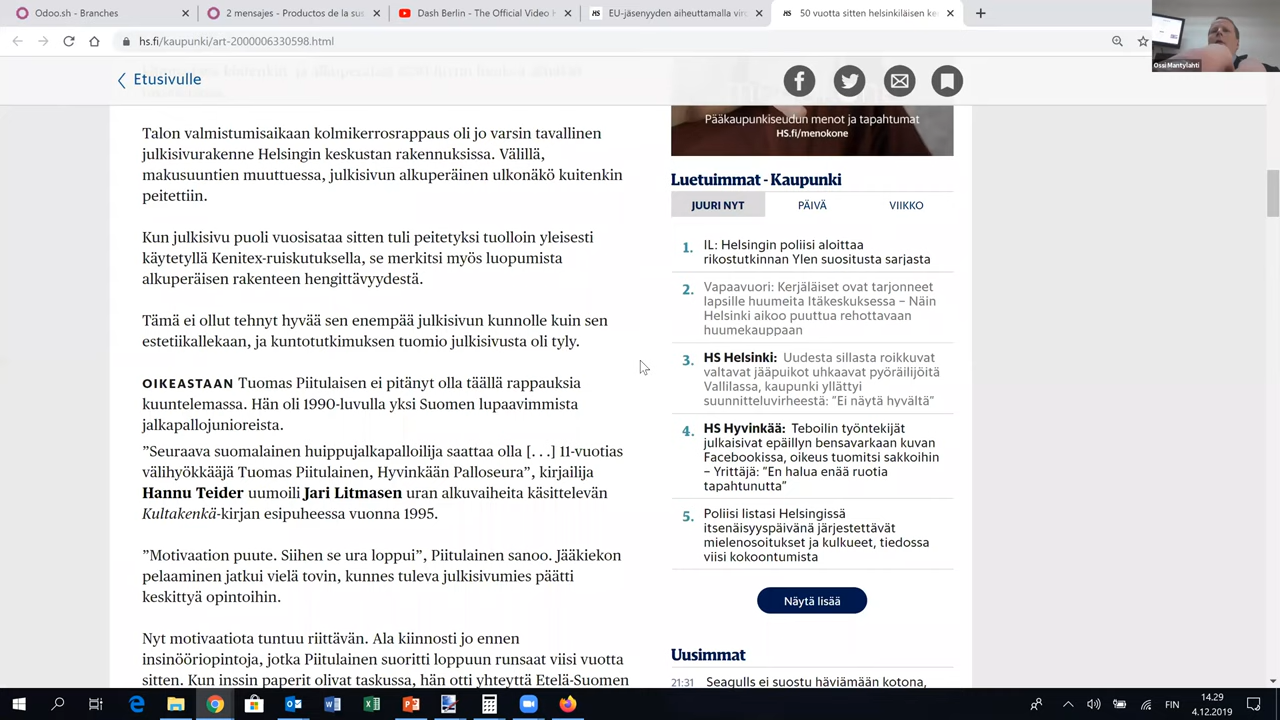 Odoo.sh - Branches
2 mensajes - Productos de la sus
Dash Berlin - The Official Video H
EU-jäsenyyden aiheuttamalla viro
50 vuotta sitten helsinkiläisen ke
hs.fi/kaupunki/art-2000006330598.html
Ossi Mantylahti
Etusivulle
Talon valmistumisaikaan kolmikerrosrappaus oli jo varsin tavallinen
julkisivurakenne Helsingin keskustan rakennuksissa. Välillä,
makusuuntien muuttuessa, julkisivun alkuperäinen ulkonäkö kuitenkin
peitettiin.
Kun julkisivu puoli vuosisataa sitten tuli peitetyksi tuolloin yleisesti
käytetyllä Kenitex-ruiskutuksella, se merkitsi myös luopumista
alkuperäisen rakenteen hengittävyydestä.
Tämä ei ollut tehnyt hyvää sen enempää julkisivun kunnolle kuin sen
estetiikallekaan, ja kuntotutkimuksen tuomio julkisivusta oli tyly.
OIKEASTAAN Tuomas Piitulaisen ei pitänyt olla täällä rappauksia
kuuntelemassa. Hän oli 1990-luvulla yksi Suomen lupaavimmista
jalkapallojunioreista.
”Seuraava suomalainen huippujalkapalloilija saattaa olla [. . .] 11-vuotias
välihyökkääjä Tuomas Piitulainen, Hyvinkään Palloseura”, kirjailija
Hannu Teider uumoili Jari Litmasen uran alkuvaiheita käsittelevän
Kultakenkä-kirjan esipuheessa vuonna 1995.
”Motivaation puute. Siihen se ura loppui”, Piitulainen sanoo. Jääkiekon
pelaaminen jatkui vielä tovin, kunnes tuleva julkisivumies päätti
keskittyä opintoihin.
Nyt motivaatiota tuntuu riittävän. Ala kiinnosti jo ennen
insinööriopintoja, jotka Piitulainen suoritti loppuun runsaat viisi vuotta
sitten. Kun inssin paperit olivat taskussa, hän otti yhteyttä Etelä-Suomen
Pääkaupunkiseudun menot ja tapahtumat
HS.fi/menokone
Luetuimmat - Kaupunki
JUURI NYT
PÄIVÄ
VIIKKO
1. IL: Helsingin poliisi aloitti
rikostutkinnan Ylen suositusta sarjasta
2. Vapaavuori: Kerjäläiset ovat tarjonneet
lapsille huumeita Itäkeskuksessa – Näin
Helsinki aikoo puuttua rehottavaan
huumekauppaan
3. HS Helsinki: Uudesta sillasta roikkuvat
valtavat jääpuikot uhkaavat pyöräilijöitä
Vallilassa, kaupunki yllättyi
suunnitteluvirheestä: ”Ei näytä hyvältä”
4. HS Hyvinkää: Teboilin työntekijät
julkaisivat epäillyn bensavarkaan kuvan
Facebookissa, oikeus tuomitsi sakkoihin
– Yrittäjä: ”En halua enää ruotia
tapahtunutta”
5. Poliisi listasi Helsingissä
itsenäisyyspäivänä järjestettävät
mielenosoitukset ja kulkueet, tiedossa
viisi kokoontumista
Näytä lisää
Uusimmat
21:31 Seagulls ei suostu häviämään kotona,
FIN
14.29
4.12.2019